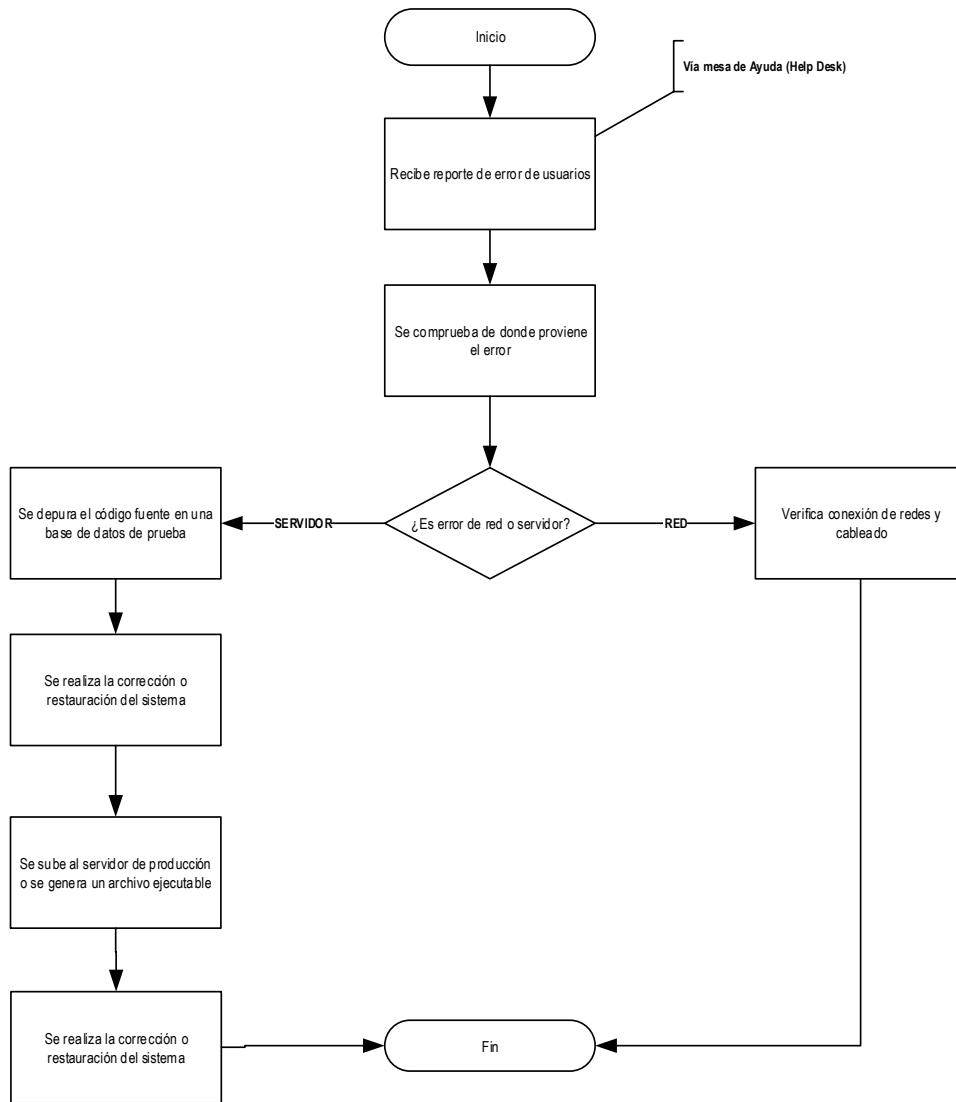 Inicio
Vía mesa de Ayuda (Help Desk)
Recibe reporte de error de usuarios
Se comprueba de donde proviene
el error
¿Es error de red o servidor?
SERVIDOR
RED
Se depura el código fuente en una
base de datos de prueba
Verifica conexión de redes y
cableado
Se realiza la corrección o
restauración del sistema
Se sube al servidor de producción
o se genera un archivo ejecutable
Se realiza la corrección o
restauración del sistema
Fin